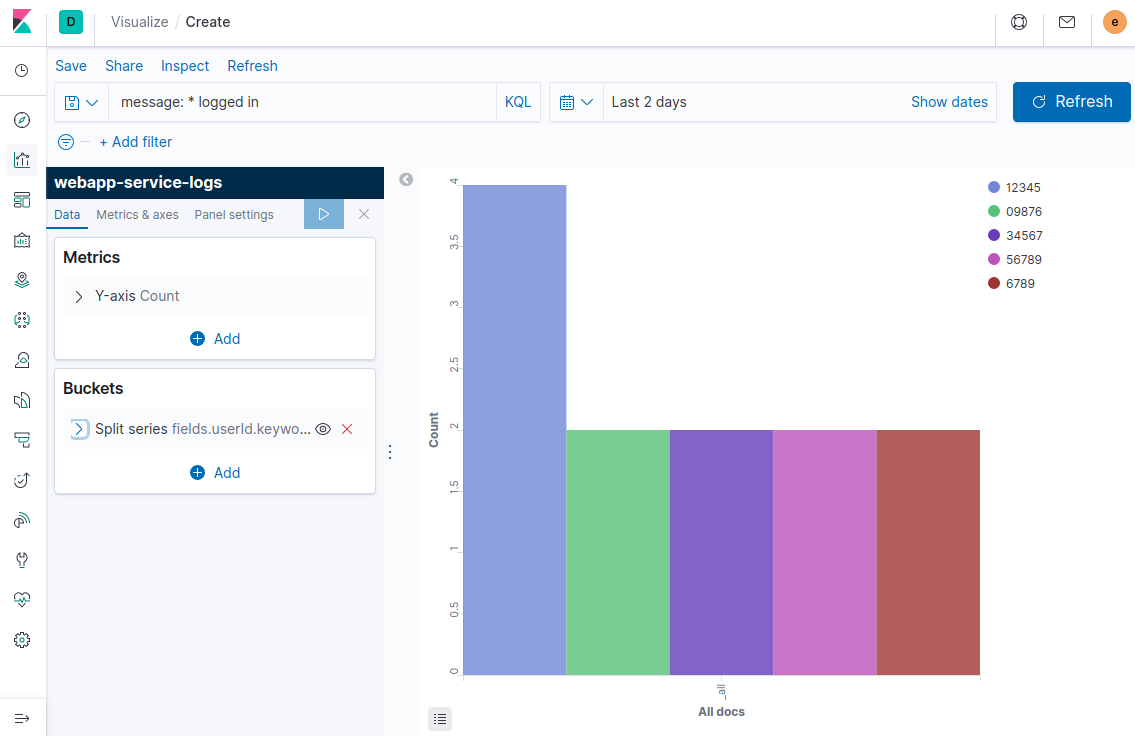 D Visualize / Create e
Save Share Inspect Refresh
message: * logged in KQL Last 2 days Show dates Refresh
+ Add filter
webapp-service-logs
Data Metrics & axes Panel settings
Metrics
Y-axis Count
Add
Buckets
Split series fields.userId.keywo...
Add
Count
4
3.5
3
2.5
2
1.5
1
0.5
0
_all
All docs
12345
09876
34567
56789
6789